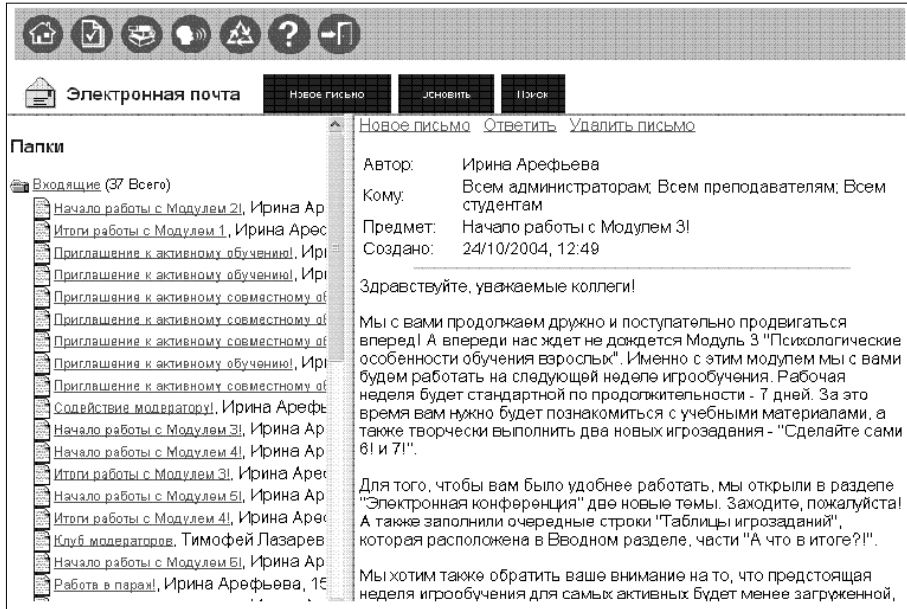 Электронная почта
Новое письмо
Поиск
Папки
Входящие (37 Всего)
Начало работы с Модулем 2!, Ирина Ар
Итоги работы с Модулем 1, Ирина Арес
Приглашение к активному обучению!, Ири
Приглашение к активному обучению!, Ири
Приглашение к активному совместному об
Приглашение к активному совместному об
Приглашение к активному совместному об
Приглашение к активному обучению!, Ири
Приглашение к активному совместному об
Содействие модератору!, Ирина Арефь
Начало работы с Модулем 3!, Ирина Ар
Начало работы с Модулем 4!, Ирина Ар
Итоги работы с Модулем 3!, Ирина Арес
Начало работы с Модулем 5!, Ирина Ар
Итоги работы с Модулем 4!, Ирина Арес
Клуб модераторов, Тимофей Лазарев
Начало работы с Модулем 6!, Ирина Ар
Работа в парах!, Ирина Арефьева, 15
Новое письмо Ответить Удалить письмо
Автор: Ирина Арефьева
Кому: Всем администраторам; Всем преподавателям; Всем
студентам
Предмет: Начало работы с Модулем 3!
Создано: 24/10/2004, 12:49
Здравствуйте, уважаемые коллеги!
Мы с вами продолжаем дружно и поступательно продвигаться
вперед! А впереди нас ждет не дождется Модуль 3 "Психологические
особенности обучения взрослых". Именно с этим модулем мы с вами
будем работать на следующей неделе игрообучения. Рабочая
неделя будет стандартной по продолжительности - 7 дней. За это
время вам нужно будет познакомиться с учебными материалами, а
также творчески выполнить два новых игрозадания - "Сделайте сами
6! и 7!".
Для того, чтобы вам было удобнее работать, мы открыли в разделе
"Электронная конференция" две новые темы. Заходите, пожалуйста!
А также заполнили очередные строки "Таблицы игрозаданий",
которая расположена в Вводном разделе, части "А что в итоге?!".
Мы хотим также обратить ваше внимание на то, что предстоящая
неделя игрообучения для самых активных будет менее загруженной,